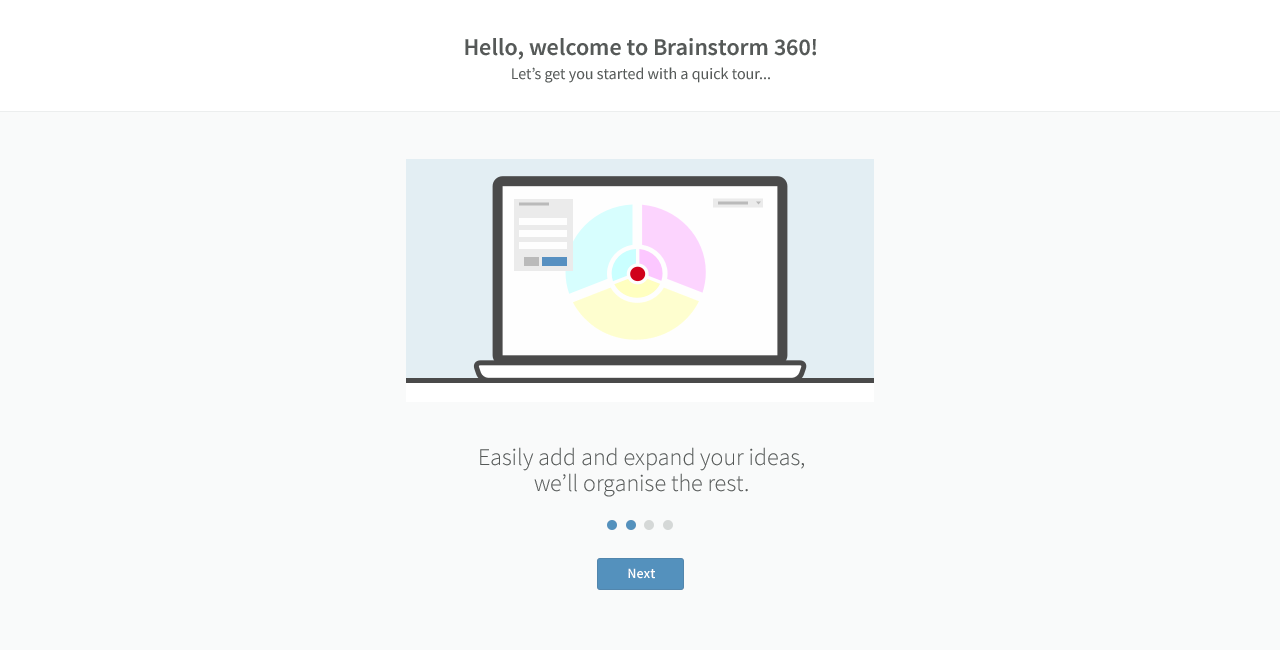 Hello, welcome to Brainstorm 360!
Let’s get you started with a quick tour...
Easily add and expand your ideas,
we’ll organise the rest.
Next